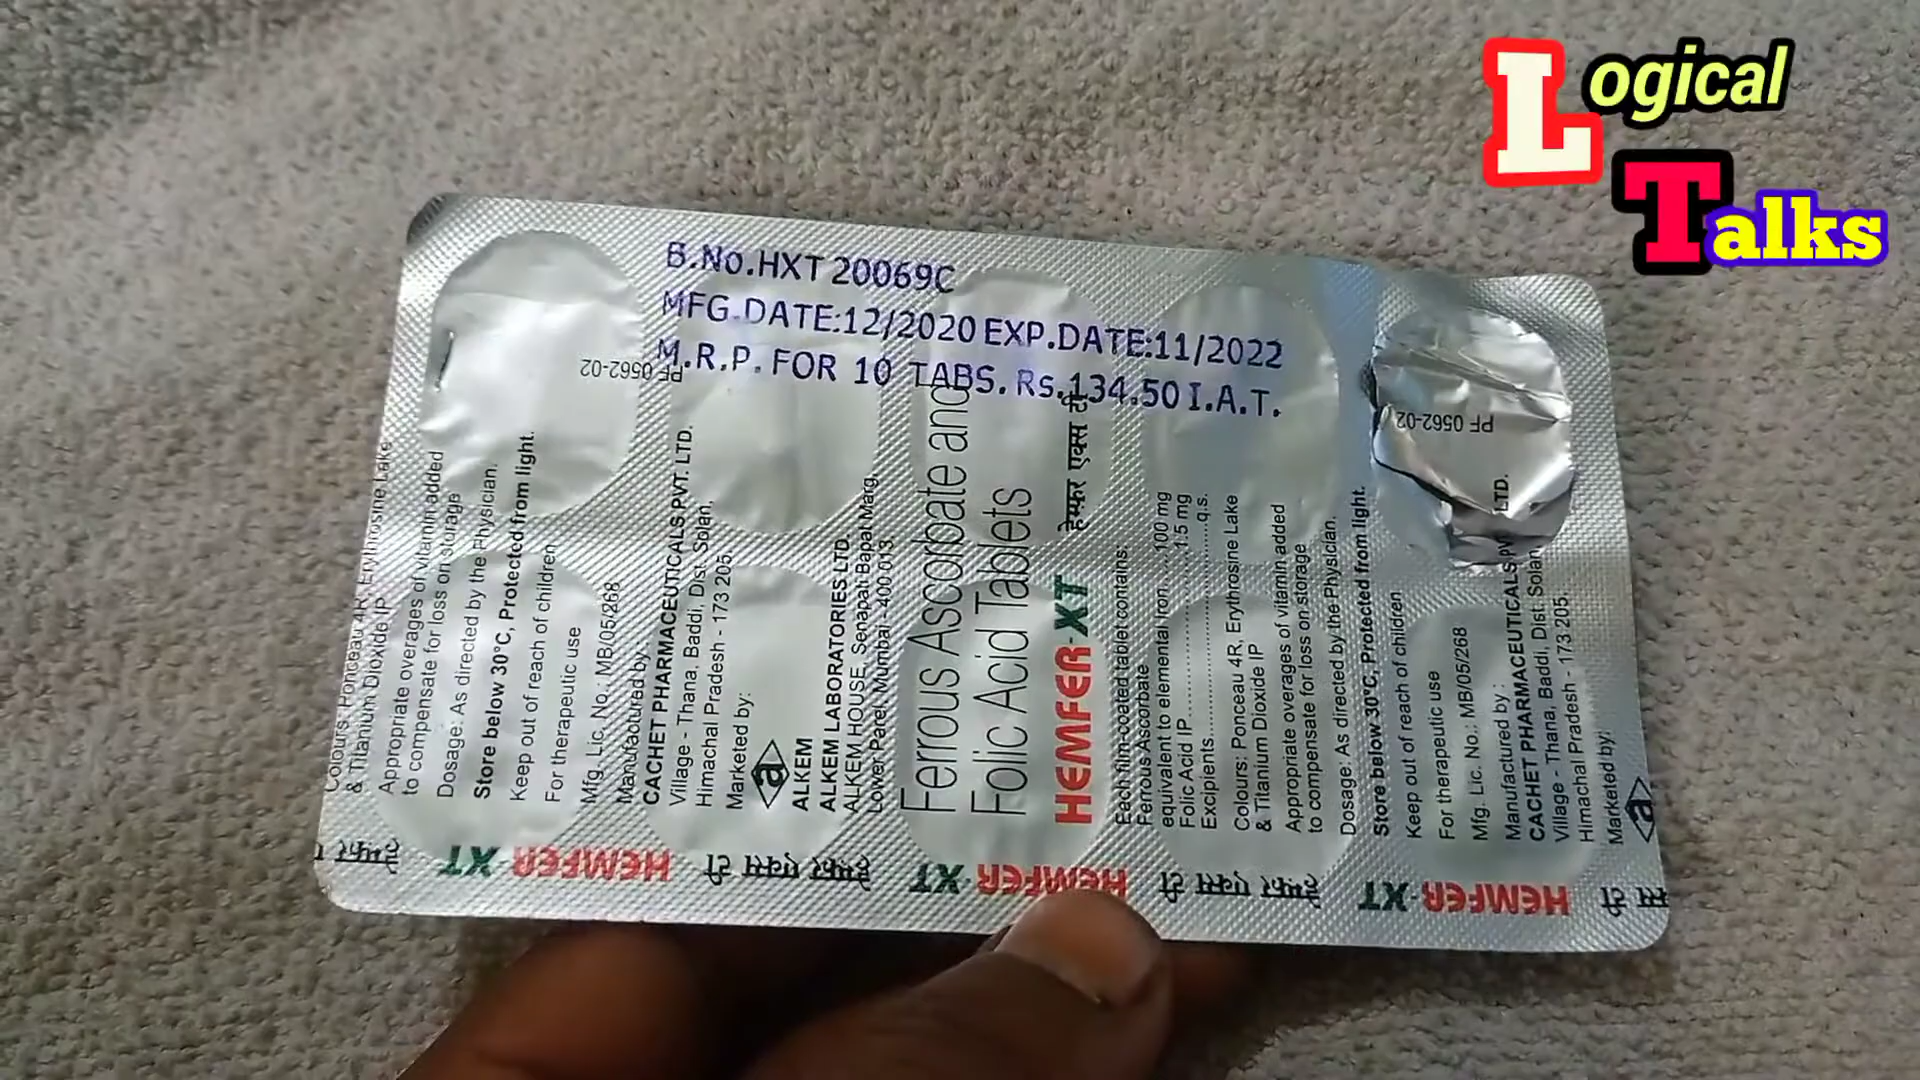 Logical
Talks
B.No.HXT 20069C
MFG.DATE:12/2020 EXP.DATE:11/2022
M.R.P. FOR 10 TABS. Rs.134.50 I.A.T.
PF 0562-02
PF 0562-02
Colours: Ponceau 4R, Erythrosine Lake
& Titanium Dioxide IP
Appropriate overages of vitamin added
to compensate for loss on storage
Dosage: As directed by the Physician.
Store below 30°C, Protected from light.
Keep out of reach of children
For therapeutic use
Mfg. Lic. No.: MB/05/268
Manufactured by:
CACHET PHARMACEUTICALS PVT. LTD.
Village - Thana, Baddi, Dist. Solan,
Himachal Pradesh - 173 205.
Marketed by:
a
ALKEM
ALKEM LABORATORIES LTD.
ALKEM HOUSE, Senapati Bapat Marg,
Lower Parel, Mumbai - 400 013.
Ferrous Ascorbate and
Folic Acid Tablets
HEMFER-XT
हेम्फर एक्स टी
Each film-coated tablet contains:
Ferrous Ascorbate
equivalent to elemental Iron......100 mg
Folic Acid IP..................1.5 mg
Excipients..................q.s.
Colours: Ponceau 4R, Erythrosine Lake
& Titanium Dioxide IP
Appropriate overages of vitamin added
to compensate for loss on storage
Dosage: As directed by the Physician.
Store below 30°C, Protected from light.
Keep out of reach of children
For therapeutic use
Mfg. Lic. No.: MB/05/268
Manufactured by :
CACHET PHARMACEUTICALS PVT. LTD.
Village - Thana, Baddi, Dist. Solan
Himachal Pradesh - 173 205.
Marketed by:
a
हेम्फर
HEMFER-XT
हेम्फर एक्स टी
HEMFER-XT
हेम्फर एक्स टी
HEMFER-XT
टी